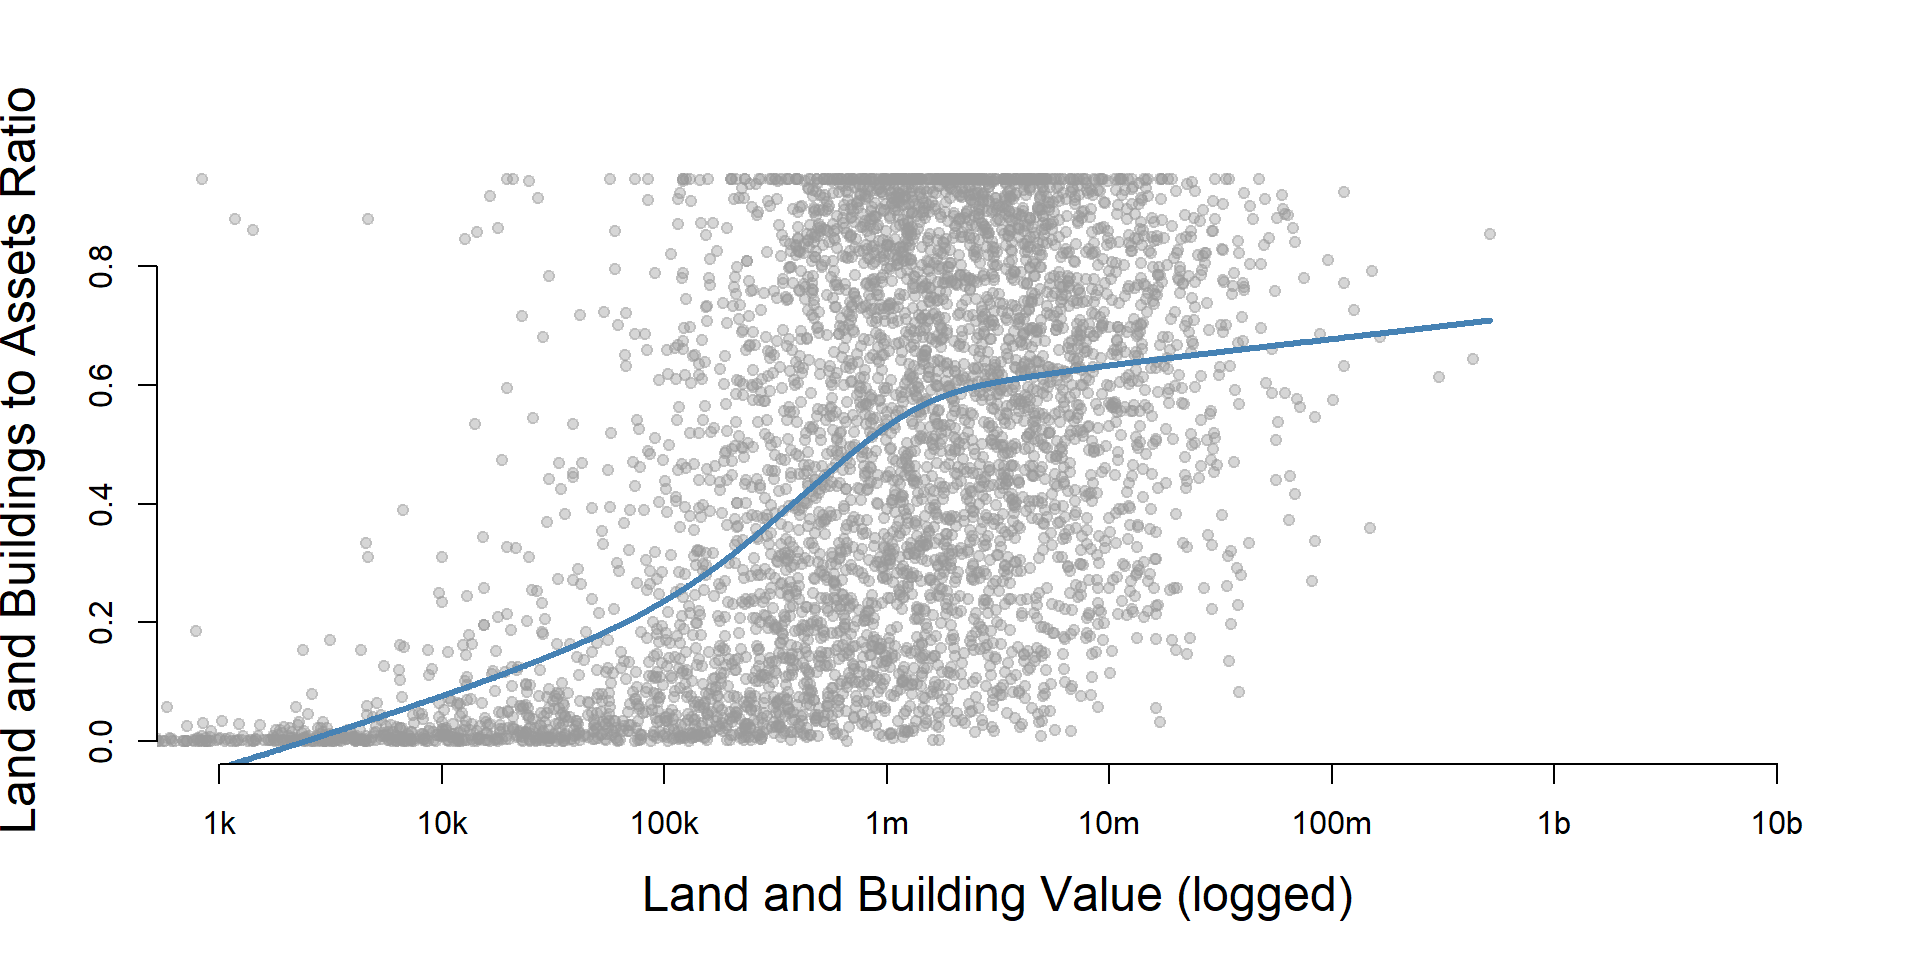 Land and Buildings to Assets Ratio
0.8
0.6
0.4
0.2
0.0
1k 10k 100k 1m 10m 100m 1b 10b
Land and Building Value (logged)